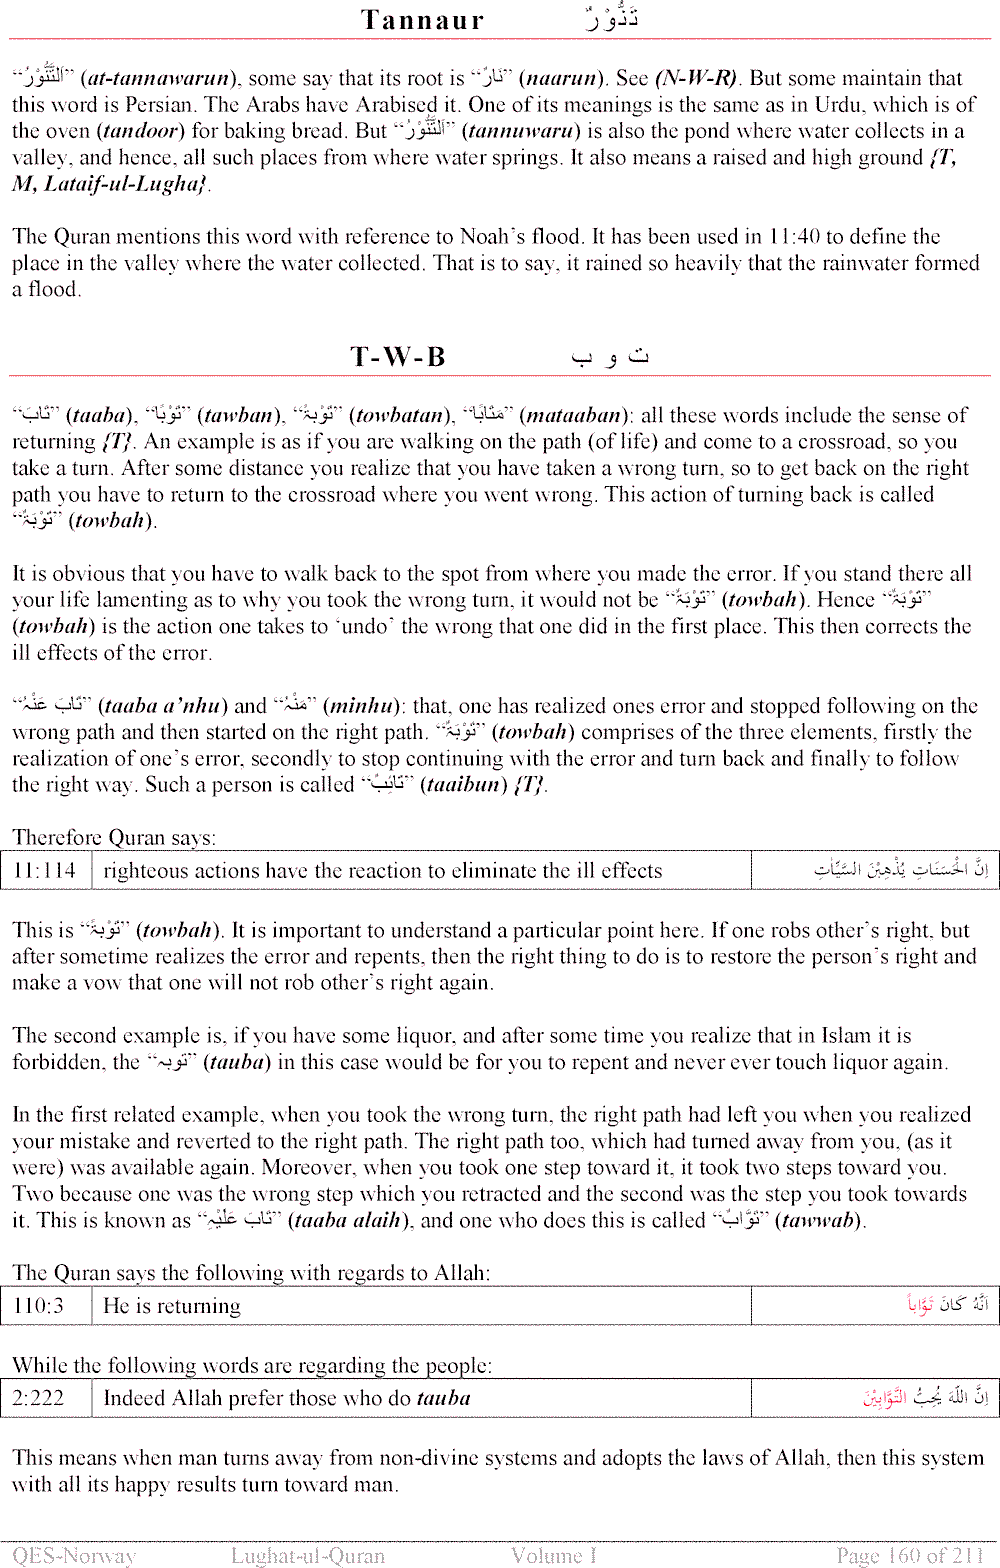 Tannaur تَنُّوْرٌ
“اَلتَّنُّوْرُ” (at-tannawarun), some say that its root is “نَارٌ” (naarun). See (N-W-R). But some maintain that
this word is Persian. The Arabs have Arabised it. One of its meanings is the same as in Urdu, which is of
the oven (tandoor) for baking bread. But “اَلتَّنُّوْرُ” (tannuwaru) is also the pond where water collects in a
valley, and hence, all such places from where water springs. It also means a raised and high ground {T,
M, Lataif-ul-Lugha}.
The Quran mentions this word with reference to Noah’s flood. It has been used in 11:40 to define the
place in the valley where the water collected. That is to say, it rained so heavily that the rainwater formed
a flood.
T-W-B ت و ب
“تَابَ” (taaba), “تَوْبًا” (tawban), “تَوْبۃً” (towbatan), “مَتَابًا” (mataaban): all these words include the sense of
returning {T}. An example is as if you are walking on the path (of life) and come to a crossroad, so you
take a turn. After some distance you realize that you have taken a wrong turn, so to get back on the right
path you have to return to the crossroad where you went wrong. This action of turning back is called
“تَوْبَۃٌ” (towbah).
It is obvious that you have to walk back to the spot from where you made the error. If you stand there all
your life lamenting as to why you took the wrong turn, it would not be “تَوْبَۃٌ” (towbah). Hence “تَوْبَۃٌ”
(towbah) is the action one takes to ‘undo’ the wrong that one did in the first place. This then corrects the
ill effects of the error.
“تَابَ عَنْہُ” (taaba a’nhu) and “مَنْہُ” (minhu): that, one has realized ones error and stopped following on the
wrong path and then started on the right path. “تَوْبَۃٌ” (towbah) comprises of the three elements, firstly the
realization of one’s error, secondly to stop continuing with the error and turn back and finally to follow
the right way. Such a person is called “تَائِبٌ” (taaibun) {T}.
Therefore Quran says:
11:114 righteous actions have the reaction to eliminate the ill effects اِنَّ الْحَسَنَاتِ يُذْهِبْنَ السَّيِّاٰتِ
This is “تَوْبۃً” (towbah). It is important to understand a particular point here. If one robs other’s right, but
after sometime realizes the error and repents, then the right thing to do is to restore the person’s right and
make a vow that one will not rob other’s right again.
The second example is, if you have some liquor, and after some time you realize that in Islam it is
forbidden, the “توبہ” (tauba) in this case would be for you to repent and never ever touch liquor again.
In the first related example, when you took the wrong turn, the right path had left you when you realized
your mistake and reverted to the right path. The right path too, which had turned away from you, (as it
were) was available again. Moreover, when you took one step toward it, it took two steps toward you.
Two because one was the wrong step which you retracted and the second was the step you took towards
it. This is known as “تَابَ عَلَيْہِ” (taaba alaih), and one who does this is called “تَوَّابٌ” (tawwab).
The Quran says the following with regards to Allah:
110:3 He is returning اَنَّهُ كَانَ تَوَّاباً
While the following words are regarding the people:
2:222 Indeed Allah prefer those who do tauba اِنَّ اللّٰهَ يُحِبُّ التَّوَّابِيْنَ
This means when man turns away from non-divine systems and adopts the laws of Allah, then this system
with all its happy results turn toward man.
QES-Norway Lughat-ul-Quran Volume I Page 160 of 211